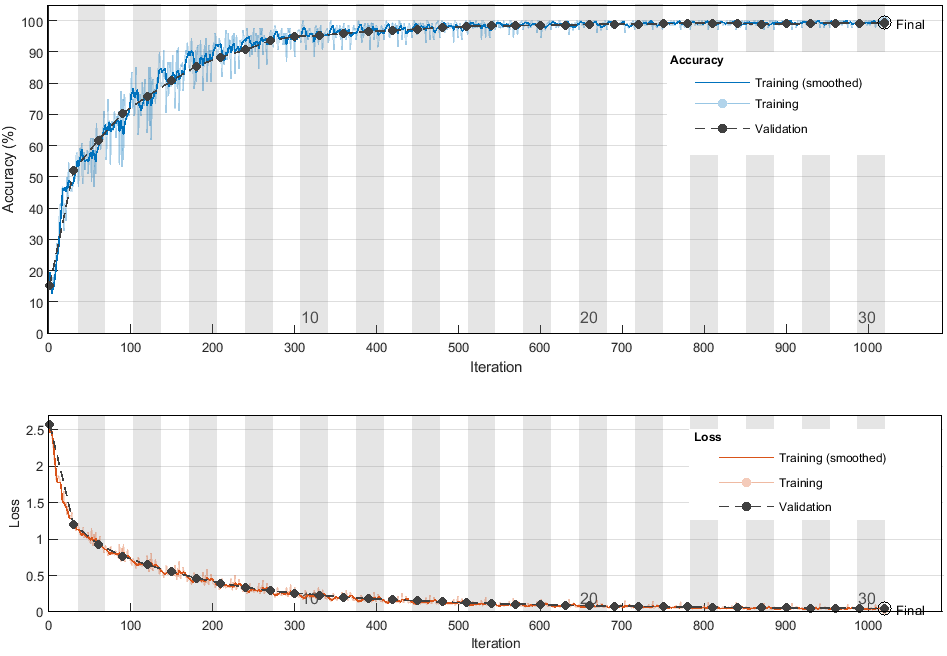 100
90
80
70
60
50
40
30
20
10
0
Accuracy (%)
Final
Accuracy
Training (smoothed)
Training
Validation
10 20 30
0 100 200 300 400 500 600 700 800 900 1000
Iteration
2.5
2
1.5
1
0.5
0
Loss
Loss
Training (smoothed)
Training
Validation
10 20 30
Final
0 100 200 300 400 500 600 700 800 900 1000
Iteration